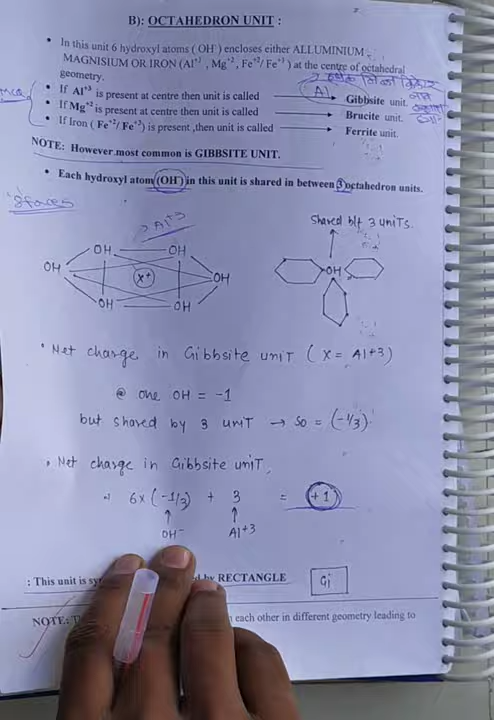 B): OCTAHEDRON UNIT :
• In this unit 6 hydroxyl atoms ( OH⁻) encloses either ALLUMINIUM
MAGNISIUM OR IRON (Al⁺³ , Mg⁺² , Fe⁺²/ Fe⁺³ ) at the centre of octahedral
geometry.
• If Al⁺³ is present at centre then unit is called → Gibbsite unit.
• If Mg⁺² is present at centre then unit is called → Brucite unit.
• If Iron ( Fe⁺²/ Fe⁺³) is present ,then unit is called → Ferrite unit.
Al
NOTE: However most common is GIBBSITE UNIT.
• Each hydroxyl atom (OH⁻) in this unit is shared in between 3 octahedron units.
8 faces
Al⁺³
Shared b/t 3 uniTs.
OH OH
OH x⁺ OH
OH OH
OH
• Net charge in Gibbsite uniT ( X = Al+3)
@ one OH = -1
but shared by 3 uniT → So = (-1/3)
• Net charge in Gibbsite uniT,
6x (-1/3) + 3 = +1
OH⁻ Al+3
: This unit is by RECTANGLE
Gi
NOTE: each other in different geometry leading to